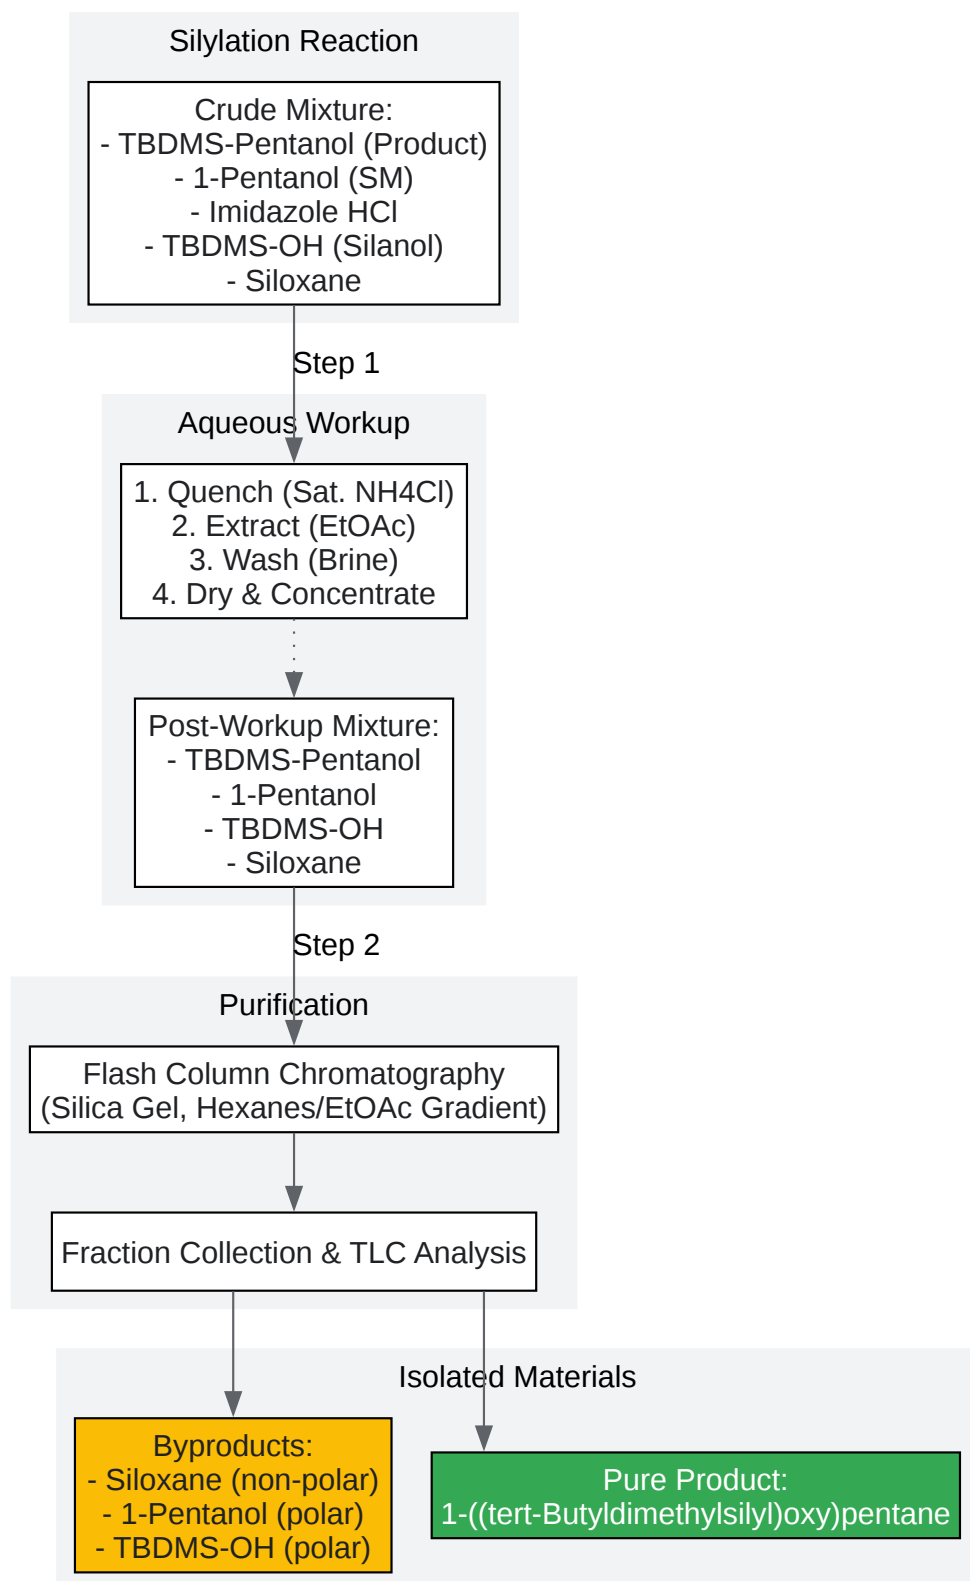 Silylation Reaction
Crude Mixture:
- TBDMS-Pentanol (Product)
- 1-Pentanol (SM)
- Imidazole HCl
- TBDMS-OH (Silanol)
- Siloxane
Step 1
Aqueous Workup
1. Quench (Sat. NH4Cl)
2. Extract (EtOAc)
3. Wash (Brine)
4. Dry & Concentrate
Post-Workup Mixture:
- TBDMS-Pentanol
- 1-Pentanol
- TBDMS-OH
- Siloxane
Step 2
Purification
Flash Column Chromatography
(Silica Gel, Hexanes/EtOAc Gradient)
Fraction Collection & TLC Analysis
Isolated Materials
Byproducts:
- Siloxane (non-polar)
- 1-Pentanol (polar)
- TBDMS-OH (polar)
Pure Product:
1-((tert-Butyldimethylsilyl)oxy)pentane